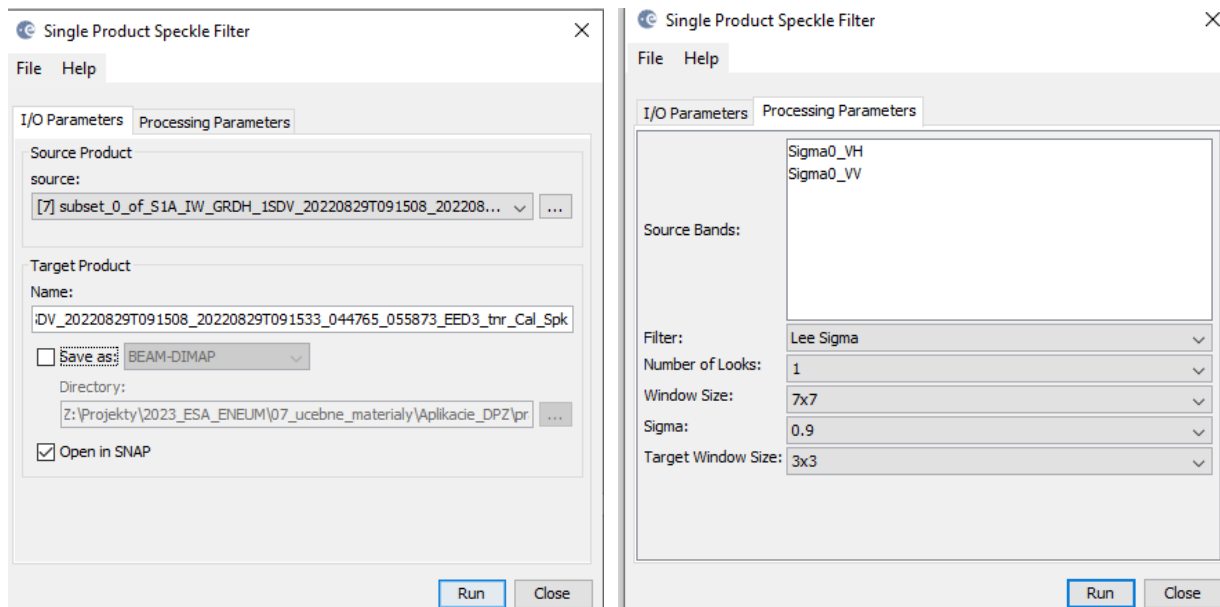 Single Product Speckle Filter
File Help
I/O Parameters Processing Parameters
Source Product
source:
[7] subset_0_of_S1A_IW_GRDH_1SDV_20220829T091508_202208... ...
Target Product
Name:
DV_20220829T091508_20220829T091533_044765_055873_EED3_tnr_Cal_Spk
Save as: BEAM-DIMAP
Directory:
Z:\Projekty\2023_ESA_ENEUM\07_ucebne_materialy\Aplikacie_DPZ\pr ...
Open in SNAP
Run Close
Single Product Speckle Filter
File Help
I/O Parameters Processing Parameters
Source Bands:
Sigma0_VH
Sigma0_VV
Filter: Lee Sigma
Number of Looks: 1
Window Size: 7x7
Sigma: 0.9
Target Window Size: 3x3
Run Close